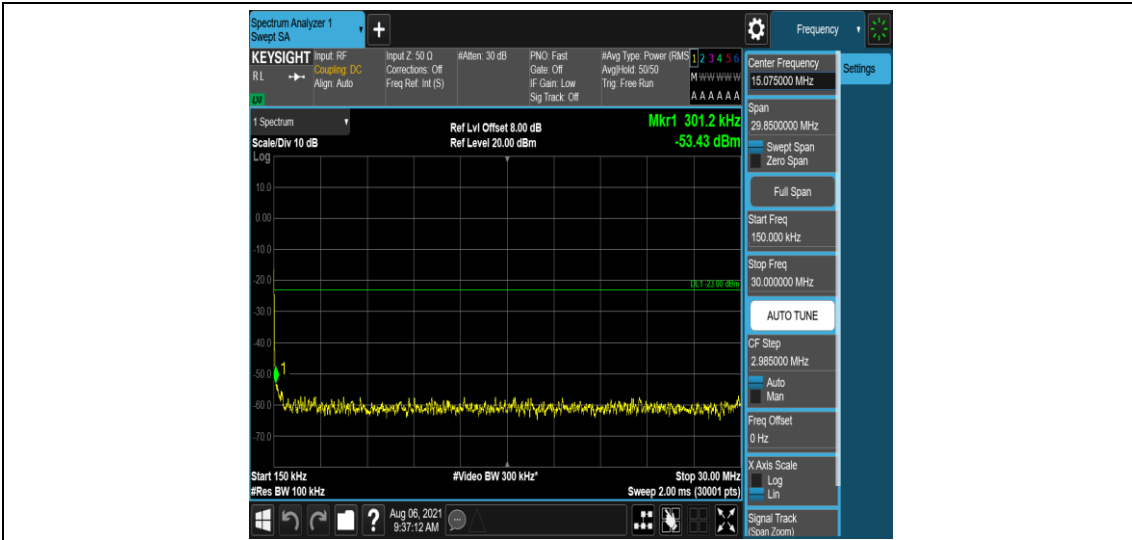 Spectrum Analyzer 1
Swept SA
Frequency
KEYSIGHT
RL
LXI
Input: RF
Coupling: DC
Align: Auto
Input Z: 50 Ω
Corrections: Off
Freq Ref: Int (S)
#Atten: 30 dB
PNO: Fast
Gate: Off
IF Gain: Low
Sig Track: Off
#Avg Type: Power (RMS
Avg|Hold: 50/50
Trig: Free Run
1 2 3 4 5 6
M W W W W W
A A A A A A
1 Spectrum
Scale/Div 10 dB
Log
Ref Lvl Offset 8.00 dB
Ref Level 20.00 dBm
Mkr1 301.2 kHz
-53.43 dBm
10.0
0.00
-10.0
-20.0
-30.0
-40.0
-50.0
-60.0
-70.0
DL1 -23.00 dBm
1
Start 150 kHz
#Res BW 100 kHz
#Video BW 300 kHz*
Stop 30.00 MHz
Sweep 2.00 ms (30001 pts)
Aug 06, 2021
9:37:12 AM
Center Frequency
15.075000 MHz
Span
29.8500000 MHz
Swept Span
Zero Span
Full Span
Start Freq
150.000 kHz
Stop Freq
30.000000 MHz
AUTO TUNE
CF Step
2.985000 MHz
Auto
Man
Freq Offset
0 Hz
X Axis Scale
Log
Lin
Signal Track
(Span Zoom)
Settings